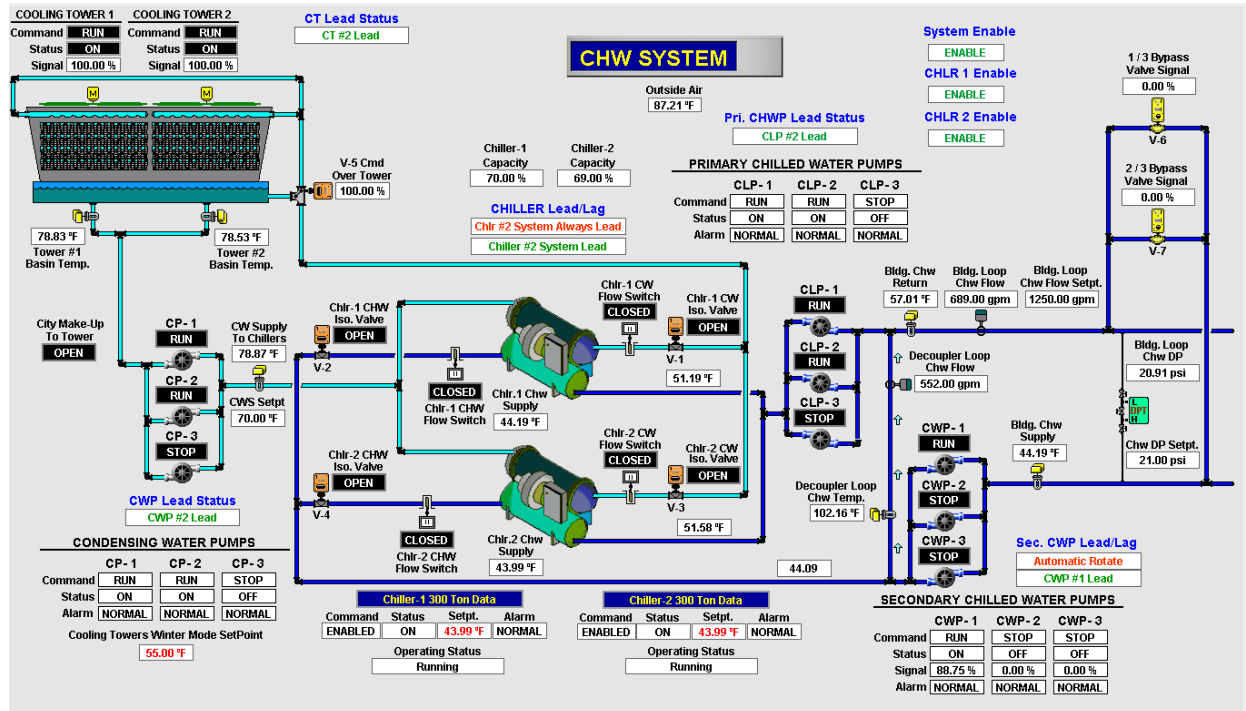 COOLING TOWER 1
Command RUN
Status ON
Signal 100.00 %
COOLING TOWER 2
Command RUN
Status ON
Signal 100.00 %
CT Lead Status
CT #2 Lead
CHW SYSTEM
System Enable
ENABLE
CHLR 1 Enable
ENABLE
CHLR 2 Enable
ENABLE
1 / 3 Bypass
Valve Signal
0.00 %
V-6
2 / 3 Bypass
Valve Signal
0.00 %
V-7
Outside Air
87.21 ºF
Pri. CHWP Lead Status
CLP #2 Lead
M
M
V-5 Cmd
Over Tower
100.00 %
Chiller-1
Capacity
70.00 %
Chiller-2
Capacity
69.00 %
PRIMARY CHILLED WATER PUMPS
CLP- 1 CLP- 2 CLP- 3
Command RUN RUN STOP
Status ON ON OFF
Alarm NORMAL NORMAL NORMAL
CHILLER Lead/Lag
Chlr #2 System Always Lead
Chiller #2 System Lead
78.83 ºF
Tower #1
Basin Temp.
78.53 ºF
Tower #2
Basin Temp.
City Make-Up
To Tower
OPEN
CP- 1
RUN
CP- 2
RUN
CP- 3
STOP
CW Supply
To Chillers
78.87 ºF
CWS Setpt
70.00 ºF
Chlr-1 CHW
Iso. Valve
OPEN
V-2
CLOSED
Chlr-1 CHW
Flow Switch
Chlr.1 Chw
Supply
44.19 ºF
Chlr-1 CW
Flow Switch
CLOSED
Chlr-1 CW
Iso. Valve
OPEN
V-1
51.19 ºF
Chlr-2 CHW
Iso. Valve
OPEN
V-4
CLOSED
Chlr-2 CHW
Flow Switch
Chlr.2 Chw
Supply
43.99 ºF
Chlr-2 CW
Flow Switch
CLOSED
Chlr-2 CW
Iso. Valve
OPEN
V-3
51.58 ºF
CLP- 1
RUN
CLP- 2
RUN
CLP- 3
STOP
Bldg. Chw
Return
57.01 ºF
Bldg. Loop
Chw Flow
689.00 gpm
Bldg. Loop
Chw Flow Setpt.
1250.00 gpm
Decoupler Loop
Chw Flow
552.00 gpm
Bldg. Loop
Chw DP
20.91 psi
L
DPT
H
Chw DP Setpt.
21.00 psi
CWP- 1
RUN
CWP- 2
STOP
CWP- 3
STOP
Bldg. Chw
Supply
44.19 ºF
Decoupler Loop
Chw Temp.
102.16 ºF
44.09
Sec. CWP Lead/Lag
Automatic Rotate
CWP #1 Lead
CWP Lead Status
CWP #2 Lead
CONDENSING WATER PUMPS
CP- 1 CP- 2 CP- 3
Command RUN RUN STOP
Status ON ON OFF
Alarm NORMAL NORMAL NORMAL
Cooling Towers Winter Mode SetPoint
55.00 ºF
Chiller-1 300 Ton Data
Command Status Setpt. Alarm
ENABLED ON 43.99 ºF NORMAL
Operating Status
Running
Chiller-2 300 Ton Data
Command Status Setpt. Alarm
ENABLED ON 43.99 ºF NORMAL
Operating Status
Running
SECONDARY CHILLED WATER PUMPS
CWP- 1 CWP- 2 CWP- 3
Command RUN STOP STOP
Status ON OFF OFF
Signal 88.75 % 0.00 % 0.00 %
Alarm NORMAL NORMAL NORMAL